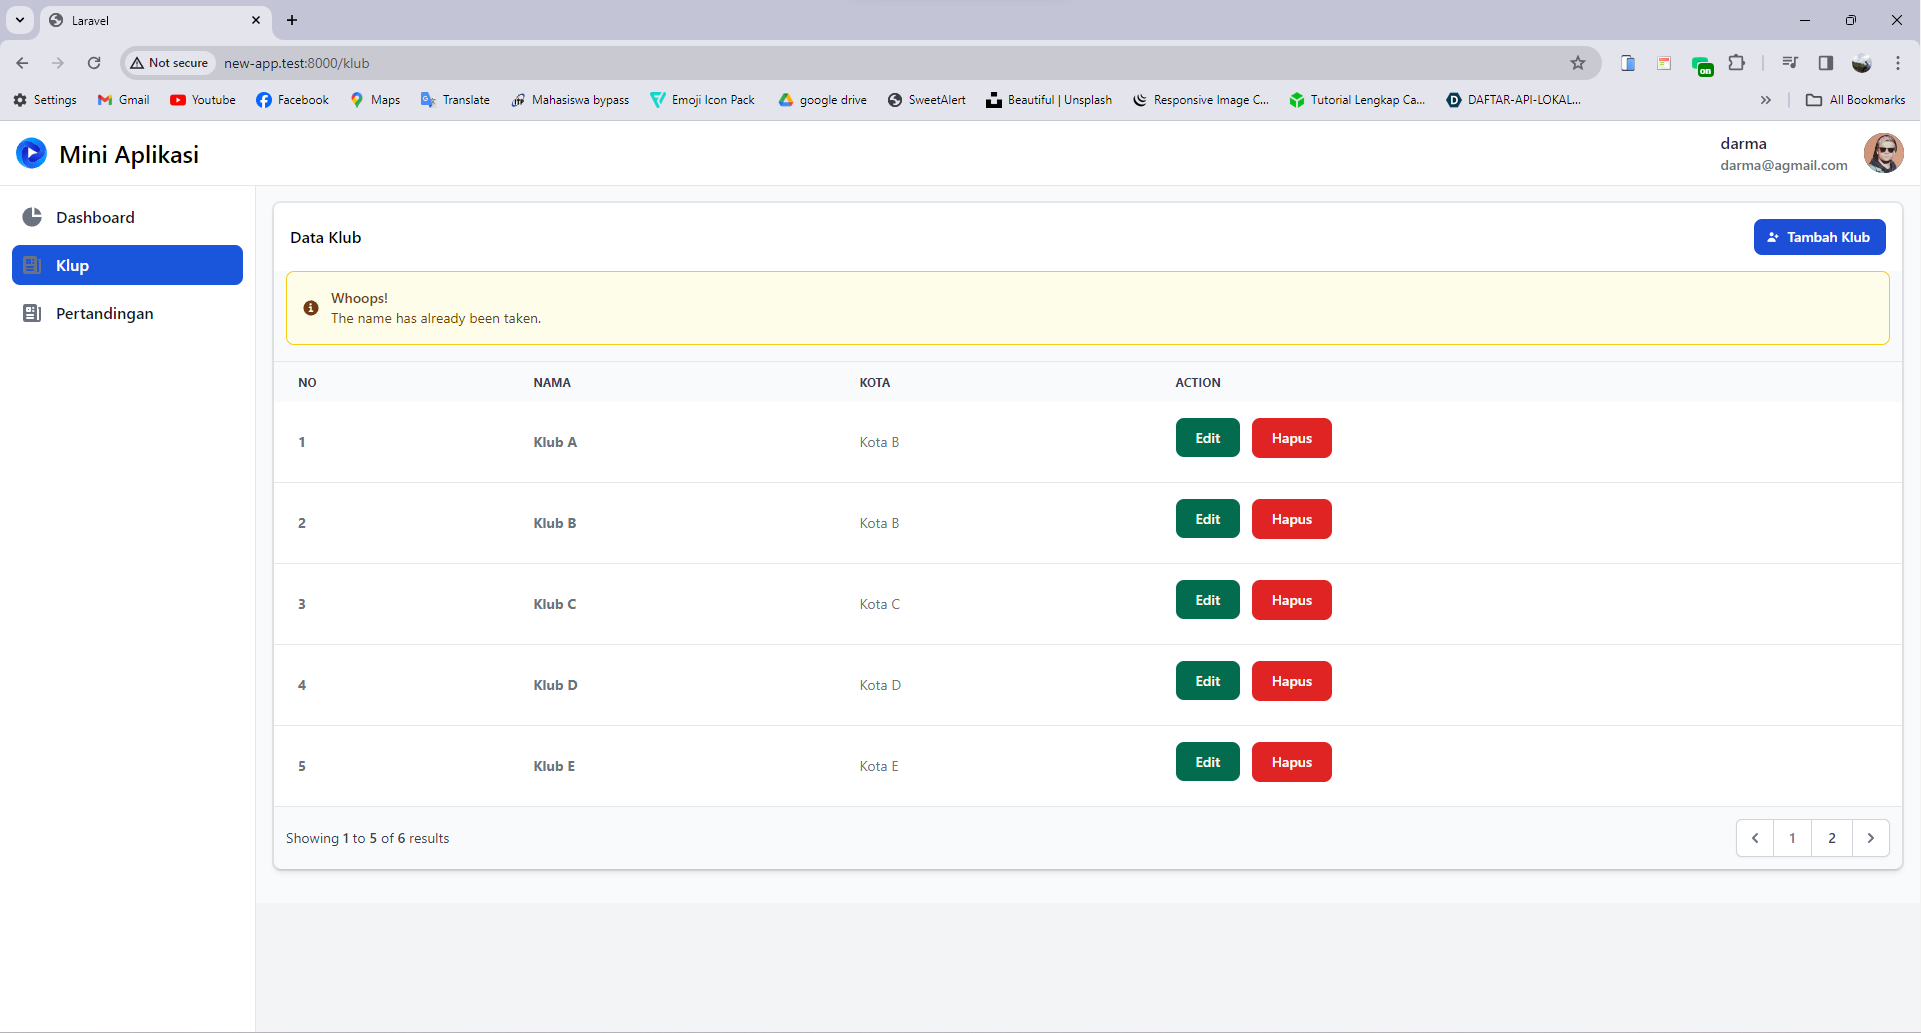 Laravel
Not secure new-app.test:8000/klub
on
Settings Gmail Youtube Facebook Maps Translate Mahasiswa bypass Emoji Icon Pack google drive SweetAlert Beautiful | Unsplash Responsive Image C... Tutorial Lengkap Ca... DAFTAR-API-LOKAL... All Bookmarks
Mini Aplikasi
darma
darma@agmail.com
Dashboard
Klup
Pertandingan
Data Klub
Tambah Klub
Whoops!
The name has already been taken.
NO NAMA KOTA ACTION
1 Klub A Kota B Edit Hapus
2 Klub B Kota B Edit Hapus
3 Klub C Kota C Edit Hapus
4 Klub D Kota D Edit Hapus
5 Klub E Kota E Edit Hapus
Showing 1 to 5 of 6 results
1 2